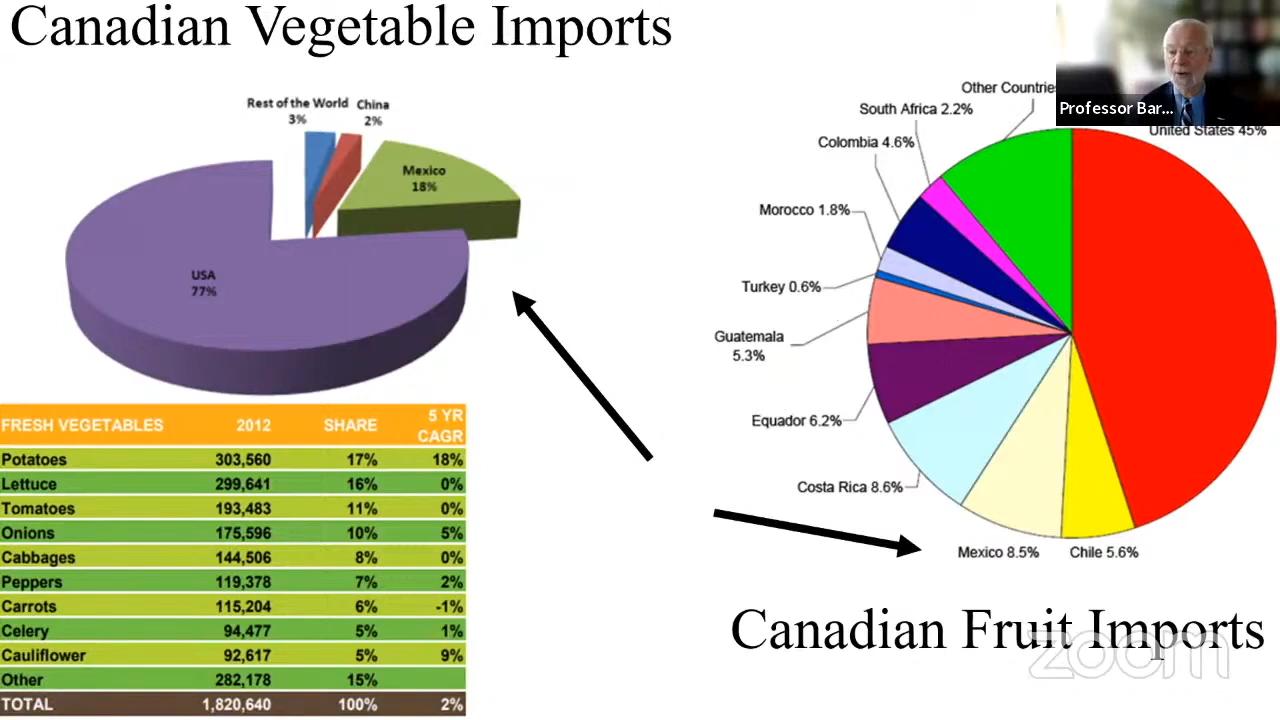 Canadian Vegetable Imports
Rest of the World
3%
China
2%
Mexico
18%
USA
77%
FRESH VEGETABLES 2012 SHARE 5 YR CAGR
Potatoes 303,560 17% 18%
Lettuce 299,641 16% 0%
Tomatoes 193,483 11% 0%
Onions 175,596 10% 5%
Cabbages 144,506 8% 0%
Peppers 119,378 7% 2%
Carrots 115,204 6% -1%
Celery 94,477 5% 1%
Cauliflower 92,617 5% 9%
Other 282,178 15%
TOTAL 1,820,640 100% 2%
Professor Bar...
Other Countries
South Africa 2.2%
United States 45%
Colombia 4.6%
Morocco 1.8%
Turkey 0.6%
Guatemala
5.3%
Equador 6.2%
Costa Rica 8.6%
Mexico 8.5%
Chile 5.6%
Canadian Fruit Imports
zoom